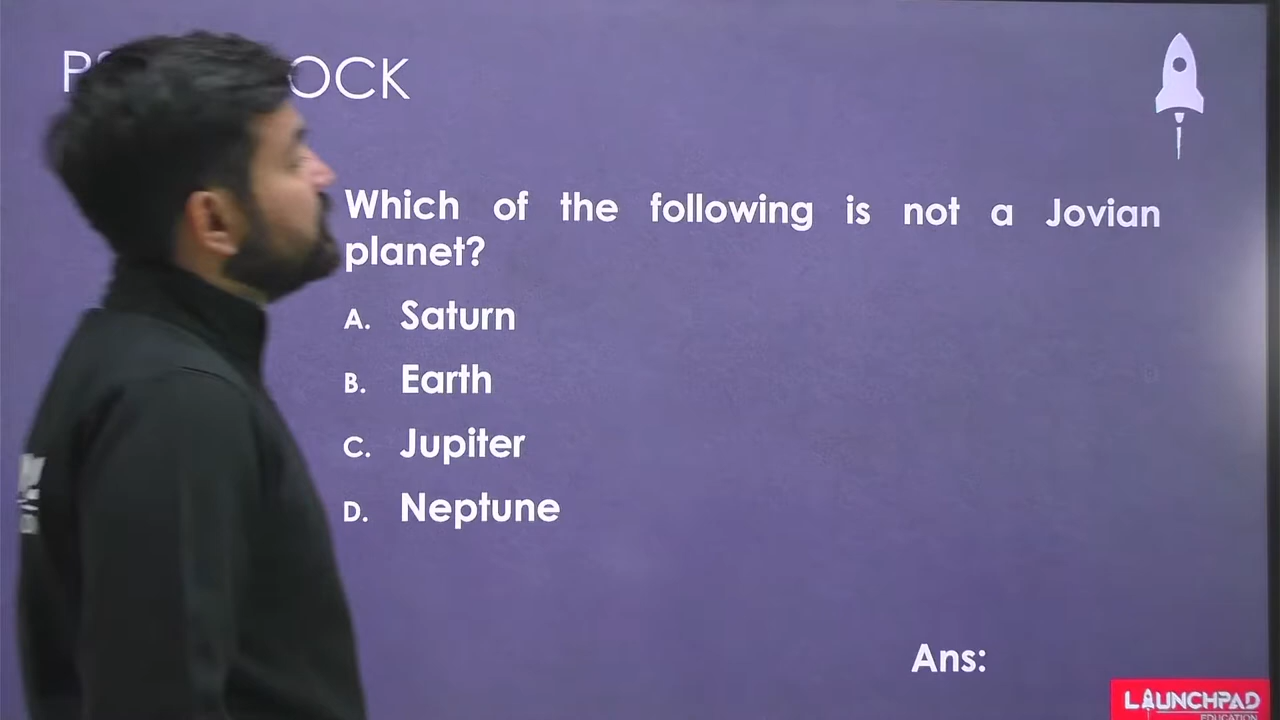 OCK
Which of the following is not a Jovian
planet?
A. Saturn
B. Earth
C. Jupiter
D. Neptune
Ans:
LAUNCHPAD
EDUCATION